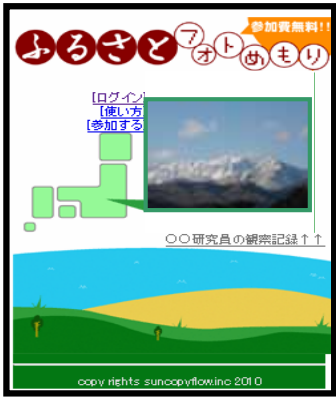 参加費無料!!
ふるさとフォトめもり
[ログイン]
[使い方
[参加する
〇〇研究員の観察記録↑↑
copy rights suncopyflow.inc 2010